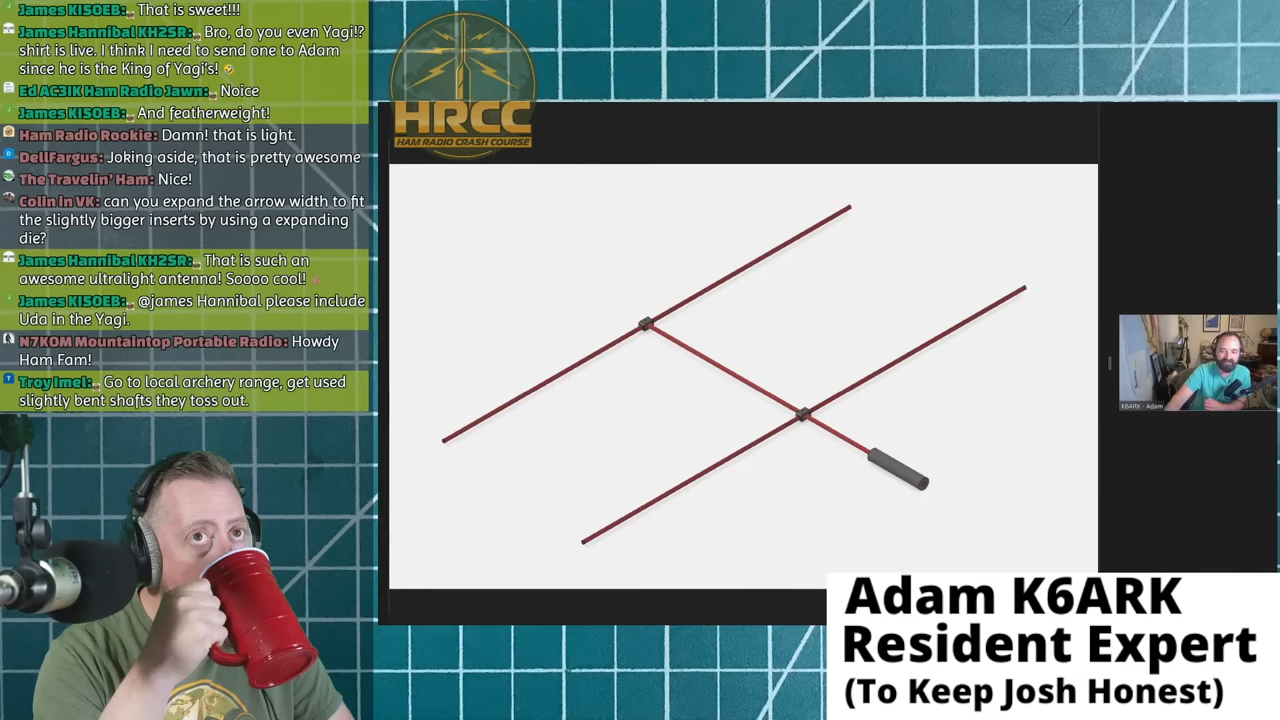 James KI5OEB: That is sweet!!!
James Hannibal KH2SR: Bro, do you even Yagi!?
shirt is live. I think I need to send one to Adam
since he is the King of Yagi's! 🤣
Ed AC3IK Ham Radio Jawn: Noice
James KI5OEB: And featherweight!
Ham Radio Rookie: Damn! that is light.
DellFargus: Joking aside, that is pretty awesome
The Travelin' Ham: Nice!
Colin in VK: can you expand the arrow width to fit
the slightly bigger inserts by using a expanding
die?
James Hannibal KH2SR: That is such an
awesome ultralight antenna! Soooo cool!
James KI5OEB: @james Hannibal please include
Uda in the Yagi.
N7KOM Mountaintop Portable Radio: Howdy
Ham Fam!
Troy Imel: Go to local archery range, get used
slightly bent shafts they toss out.
HRCC
HAM RADIO CRASH COURSE
K6ARK - Adam
Adam K6ARK
Resident Expert
(To Keep Josh Honest)